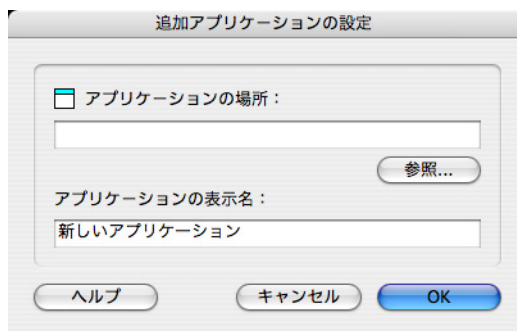 追加アプリケーションの設定
アプリケーションの場所：
参照...
アプリケーションの表示名：
新しいアプリケーション
ヘルプ キャンセル OK